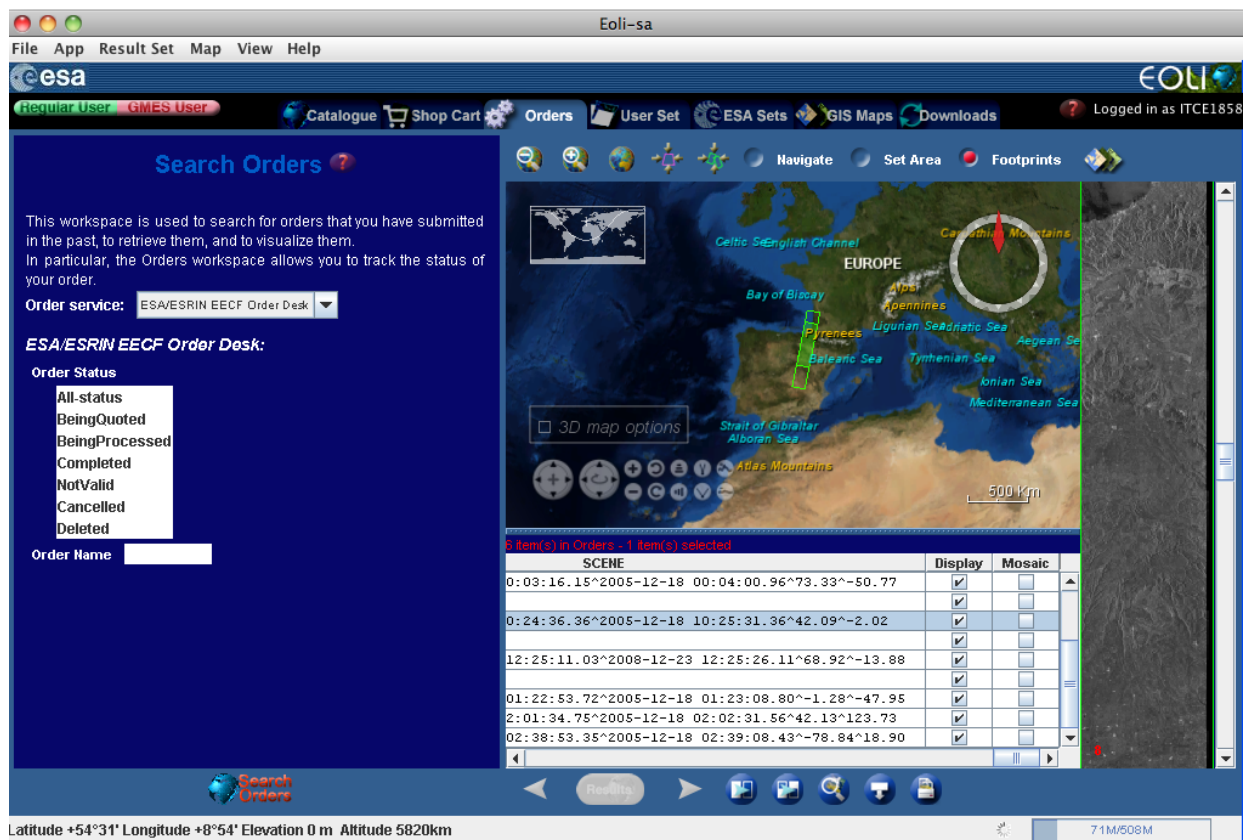 Eoli-sa
File App Result Set Map View Help
esa
EOLI
Regular User GMES User
Catalogue Shop Cart Orders User Set ESA Sets GIS Maps Downloads
? Logged in as ITCE1858
Search Orders ?
Navigate Set Area Footprints
This workspace is used to search for orders that you have submitted
in the past, to retrieve them, and to visualize them.
In particular, the Orders workspace allows you to track the status of
your order.
Order service: ESA/ESRIN EECF Order Desk
ESA/ESRIN EECF Order Desk:
Order Status
All-status
BeingQuoted
BeingProcessed
Completed
NotValid
Cancelled
Deleted
Order Name
Celtic Sea
English Channel
Carpathian Mountains
EUROPE
Bay of Biscay
Alps
Apennines
Pyrenees
Ligurian Sea
Adriatic Sea
Aegean Se
Balearic Sea
Tyrrhenian Sea
Ionian Sea
Mediterranean Sea
3D map options
Strait of Gibraltar
Alboran Sea
Atlas Mountains
500 Km
6 item(s) in Orders - 1 item(s) selected
SCENE Display Mosaic
0:03:16.15^2005-12-18 00:04:00.96^73.33^-50.77
0:24:36.36^2005-12-18 10:25:31.36^42.09^-2.02
12:25:11.03^2008-12-23 12:25:26.11^68.92^-13.88
01:22:53.72^2005-12-18 01:23:08.80^-1.28^-47.95
2:01:34.75^2005-12-18 02:02:31.56^42.13^123.73
02:38:53.35^2005-12-18 02:39:08.43^-78.84^18.90
Search
Orders
Results
Latitude +54°31' Longitude +8°54' Elevation 0 m Altitude 5820km
71M/508M